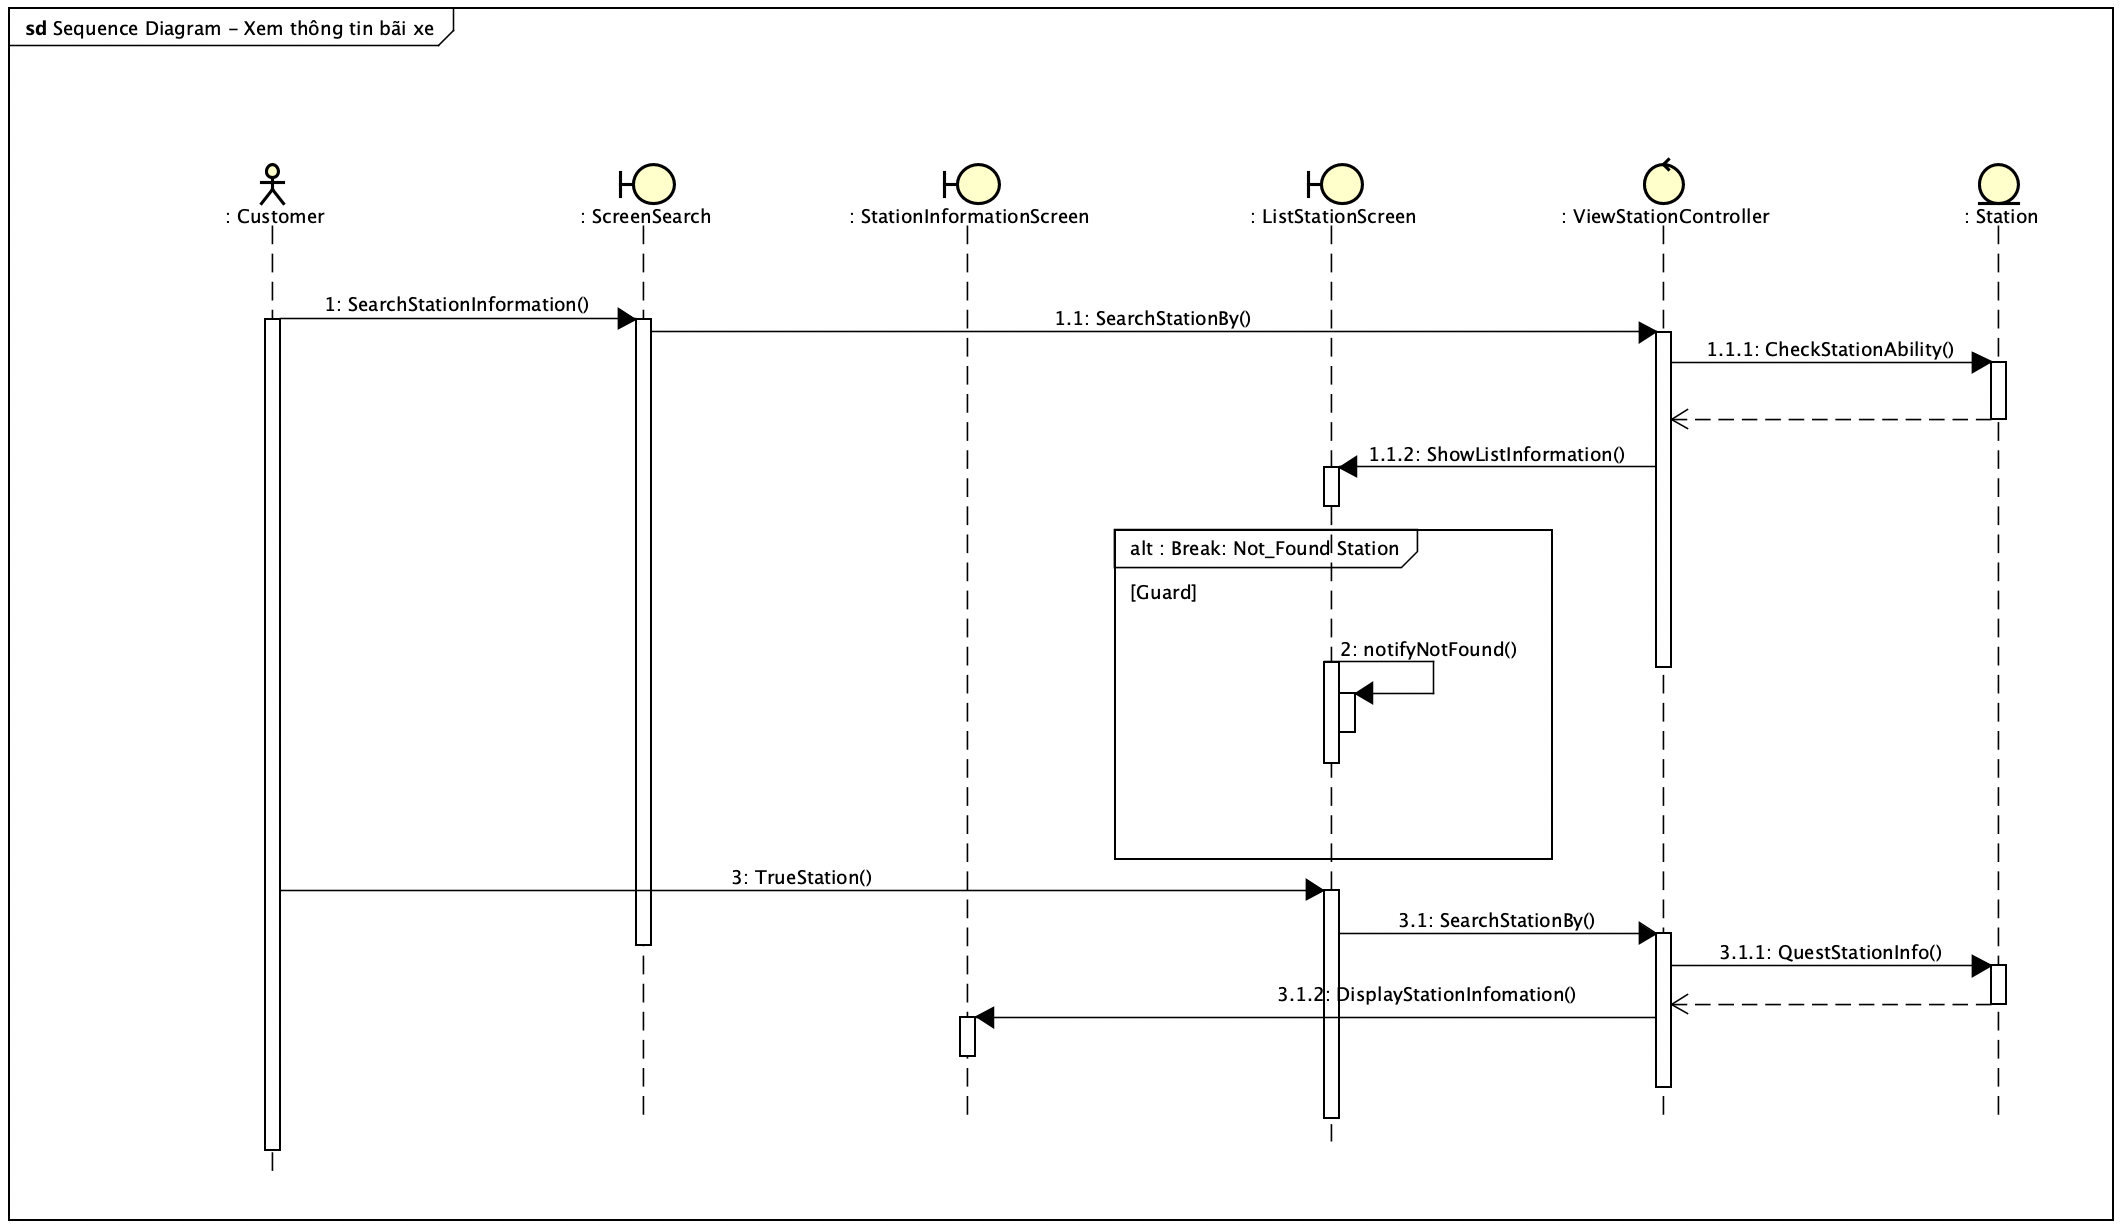 sd Sequence Diagram - Xem thông tin bãi xe
: Customer
: ScreenSearch
: StationInformationScreen
: ListStationScreen
: ViewStationController
: Station
1: SearchStationInformation()
1.1: SearchStationBy()
1.1.1: CheckStationAbility()
1.1.2: ShowListInformation()
alt : Break: Not_Found Station
[Guard]
2: notifyNotFound()
3: TrueStation()
3.1: SearchStationBy()
3.1.1: QuestStationInfo()
3.1.2: DisplayStationInfomation()